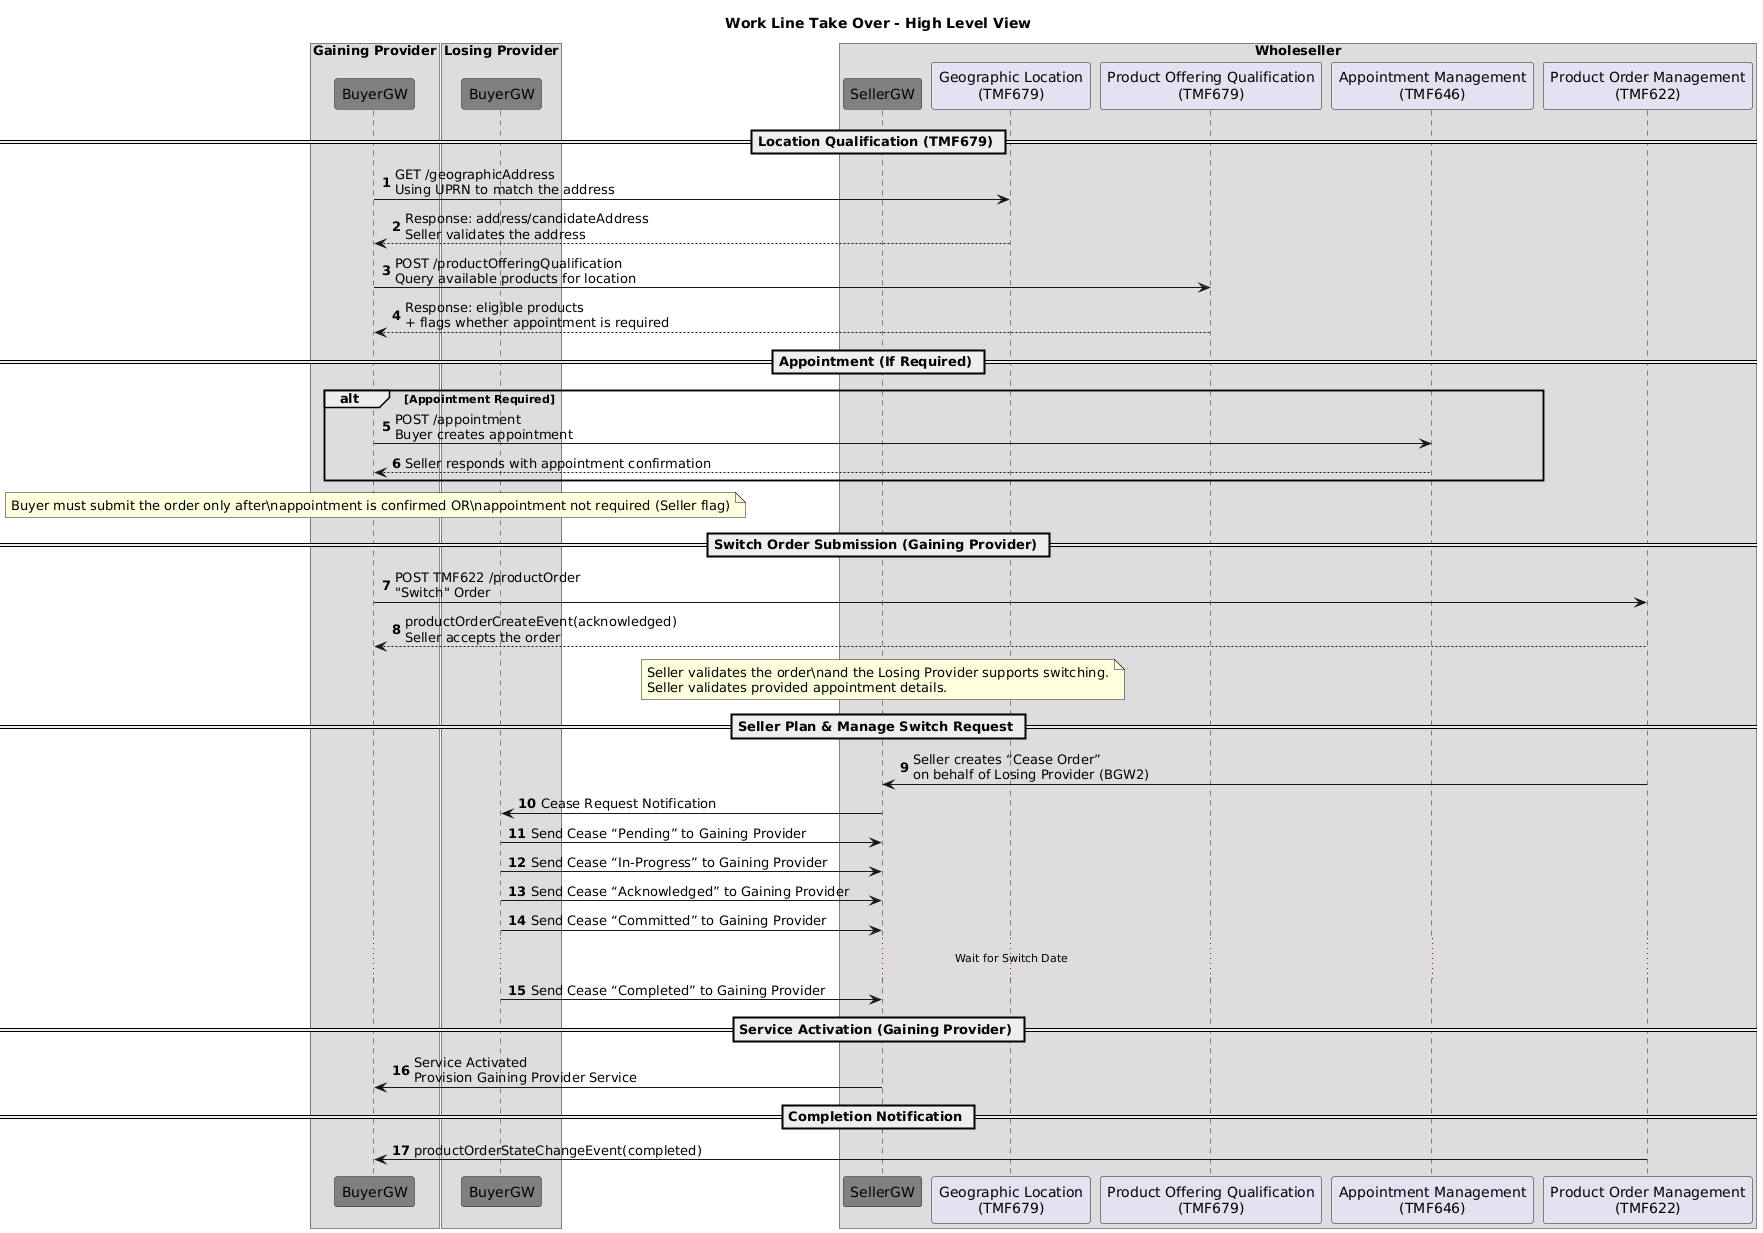 Work Line Take Over - High Level View
Gaining Provider
Losing Provider
Wholeseller
BuyerGW
BuyerGW
SellerGW
Geographic Location
(TMF679)
Product Offering Qualification
(TMF679)
Appointment Management
(TMF646)
Product Order Management
(TMF622)
Location Qualification (TMF679)
1 GET /geographicAddress
Using UPRN to match the address
2 Response: address/candidateAddress
Seller validates the address
3 POST /productOfferingQualification
Query available products for location
4 Response: eligible products
+ flags whether appointment is required
Appointment (If Required)
alt [Appointment Required]
5 POST /appointment
Buyer creates appointment
6 Seller responds with appointment confirmation
Buyer must submit the order only after\nappointment is confirmed OR\nappointment not required (Seller flag)
Switch Order Submission (Gaining Provider)
7 POST TMF622 /productOrder
"Switch" Order
8 productOrderCreateEvent(acknowledged)
Seller accepts the order
Seller validates the order\nand the Losing Provider supports switching.
Seller validates provided appointment details.
Seller Plan & Manage Switch Request
9 Seller creates “Cease Order”
on behalf of Losing Provider (BGW2)
10 Cease Request Notification
11 Send Cease “Pending” to Gaining Provider
12 Send Cease “In-Progress” to Gaining Provider
13 Send Cease “Acknowledged” to Gaining Provider
14 Send Cease “Committed” to Gaining Provider
Wait for Switch Date
15 Send Cease “Completed” to Gaining Provider
Service Activation (Gaining Provider)
16 Service Activated
Provision Gaining Provider Service
Completion Notification
17 productOrderStateChangeEvent(completed)
BuyerGW
BuyerGW
SellerGW
Geographic Location
(TMF679)
Product Offering Qualification
(TMF679)
Appointment Management
(TMF646)
Product Order Management
(TMF622)